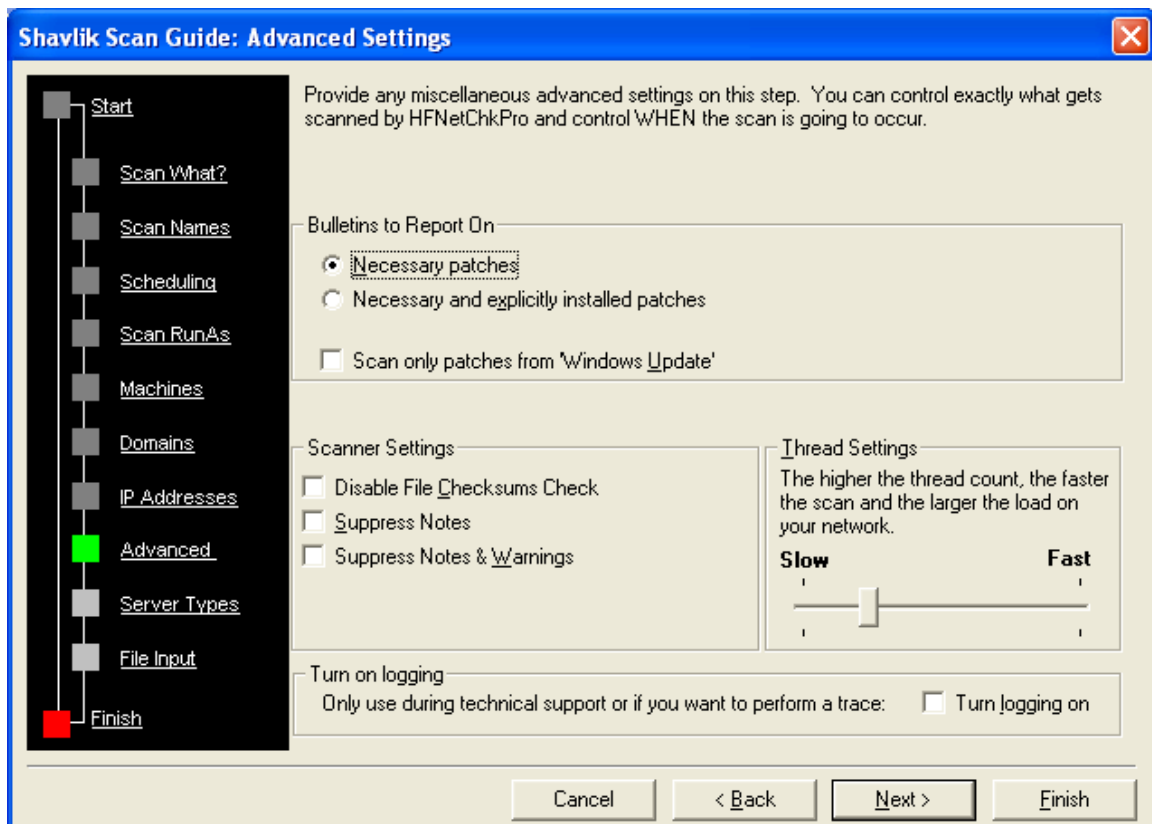 Shavlik Scan Guide: Advanced Settings
Start
Scan What?
Scan Names
Scheduling
Scan RunAs
Machines
Domains
IP Addresses
Advanced
Server Types
File Input
Finish
Provide any miscellaneous advanced settings on this step. You can control exactly what gets
scanned by HFNetChkPro and control WHEN the scan is going to occur.
Bulletins to Report On
Necessary patches
Necessary and explicitly installed patches
Scan only patches from 'Windows Update'
Scanner Settings
Disable File Checksums Check
Suppress Notes
Suppress Notes & Warnings
Thread Settings
The higher the thread count, the faster
the scan and the larger the load on
your network.
Slow Fast
Turn on logging
Only use during technical support or if you want to perform a trace: Turn logging on
Cancel < Back Next > Finish